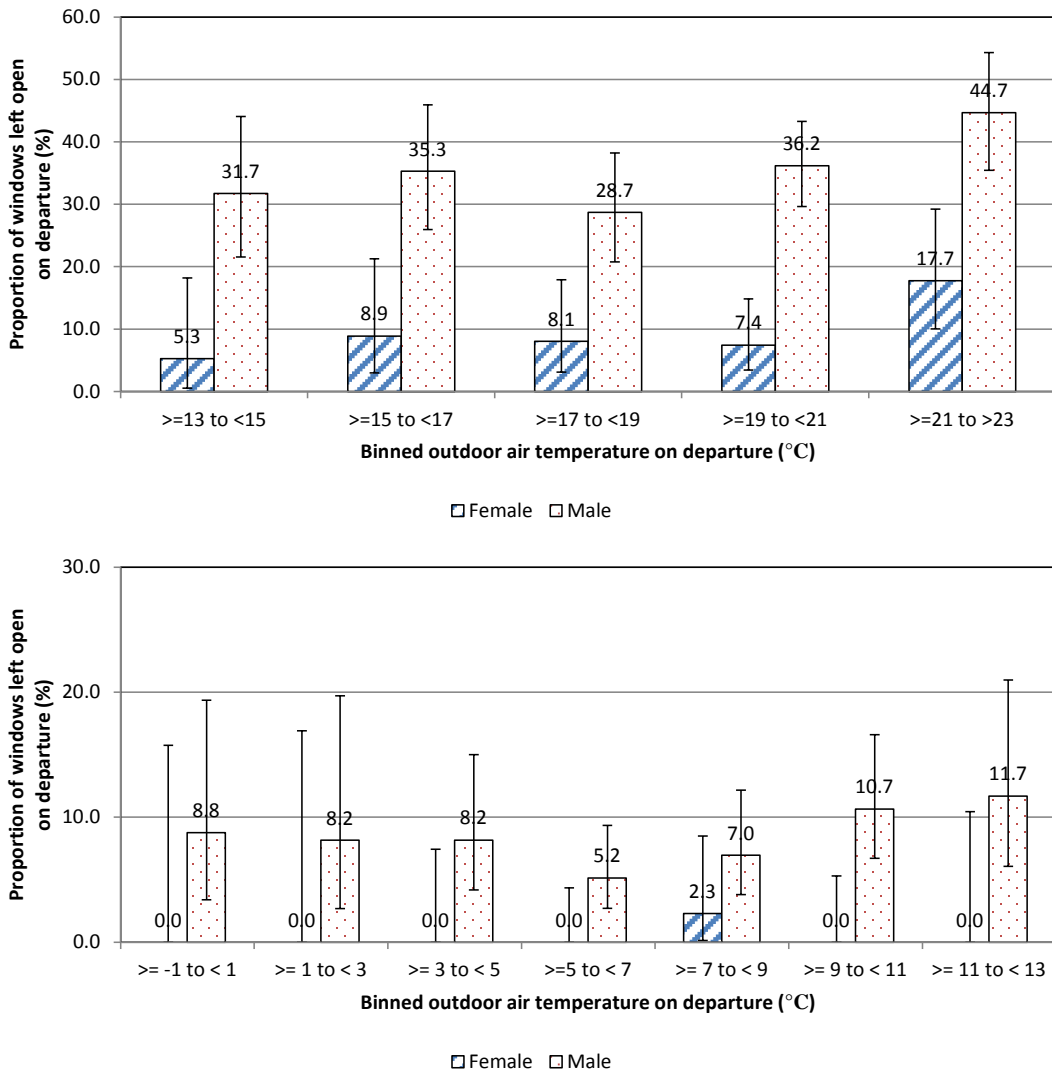 60.0
50.0
40.0
30.0
20.0
10.0
0.0
Proportion of windows left open
on departure (%)
5.3
31.7
8.9
35.3
8.1
28.7
7.4
36.2
17.7
44.7
>=13 to <15
>=15 to <17
>=17 to <19
>=19 to <21
>=21 to >23
Binned outdoor air temperature on departure (°C)
Female Male
30.0
20.0
10.0
0.0
Proportion of windows left open
on departure (%)
0.0
8.8
0.0
8.2
0.0
8.2
0.0
5.2
2.3
7.0
0.0
10.7
0.0
11.7
>= -1 to < 1
>= 1 to < 3
>= 3 to < 5
>=5 to < 7
>= 7 to < 9
>= 9 to < 11
>= 11 to < 13
Binned outdoor air temperature on departure (°C)
Female Male